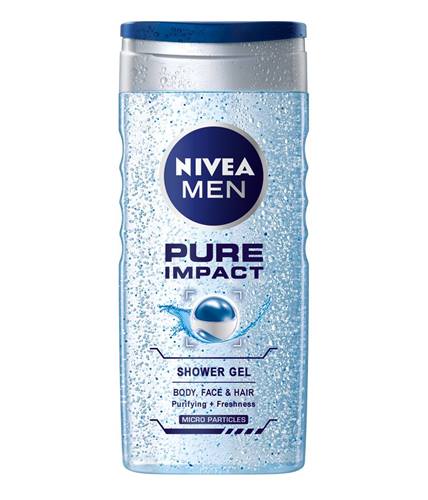 NIVEA
MEN
PURE
IMPACT
SHOWER GEL
BODY, FACE & HAIR
Purifying + Freshness
MICRO PARTICLES